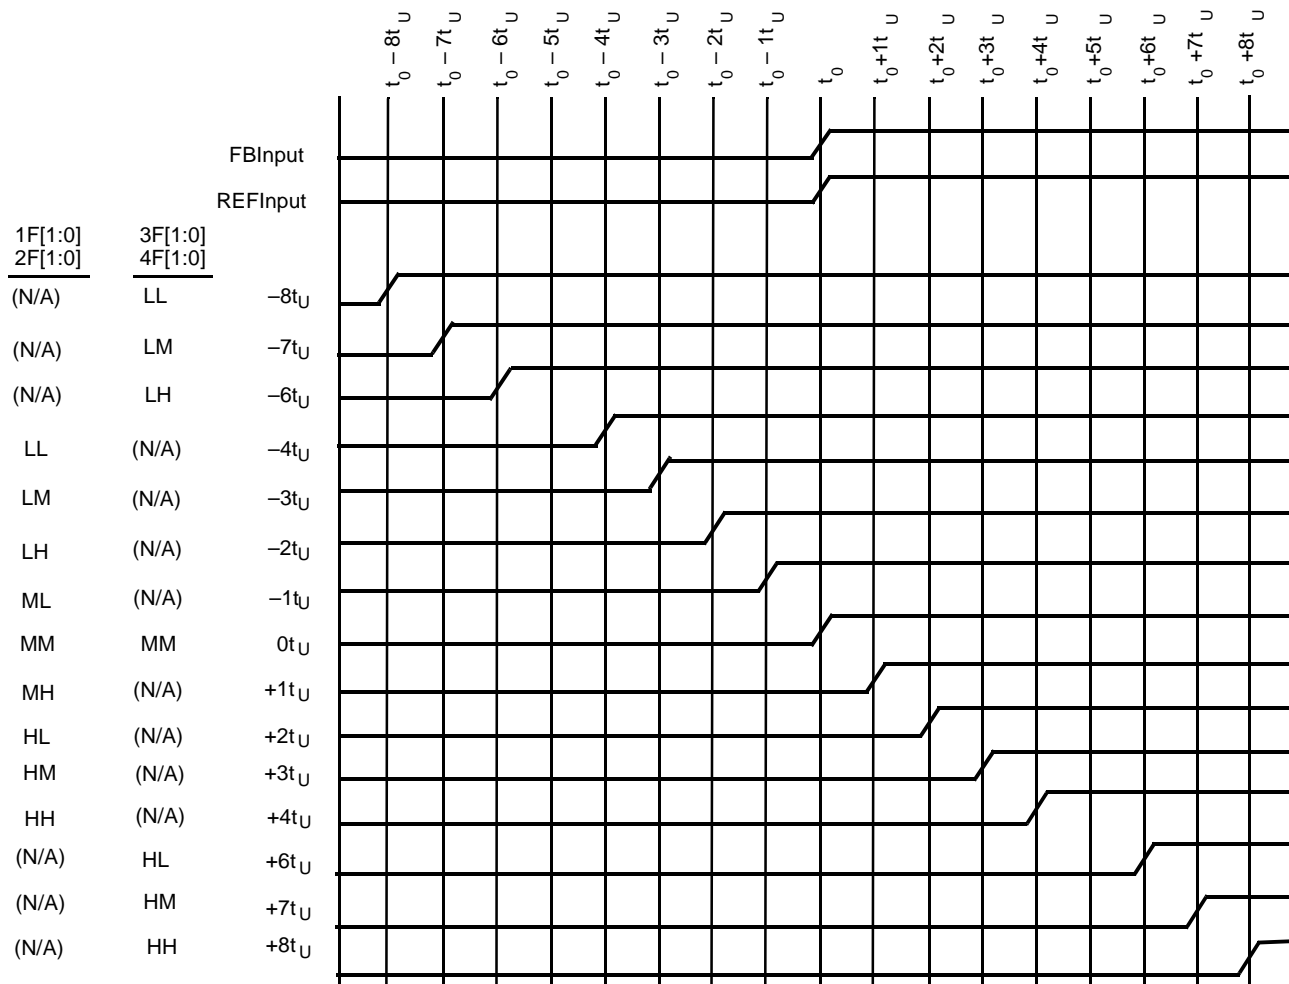 t0 – 8tU
t0 – 7tU
t0 – 6tU
t0 – 5tU
t0 – 4tU
t0 – 3tU
t0 – 2tU
t0 – 1tU
t0
t0+1tU
t0+2tU
t0+3tU
t0+4tU
t0+5tU
t0+6tU
t0+7tU
t0+8tU
FBInput
REFInput
1F[1:0] 3F[1:0]
2F[1:0] 4F[1:0]
(N/A) LL –8tU
(N/A) LM –7tU
(N/A) LH –6tU
LL (N/A) –4tU
LM (N/A) –3tU
LH (N/A) –2tU
ML (N/A) –1tU
MM MM 0tU
MH (N/A) +1tU
HL (N/A) +2tU
HM (N/A) +3tU
HH (N/A) +4tU
(N/A) HL +6tU
(N/A) HM +7tU
(N/A) HH +8tU